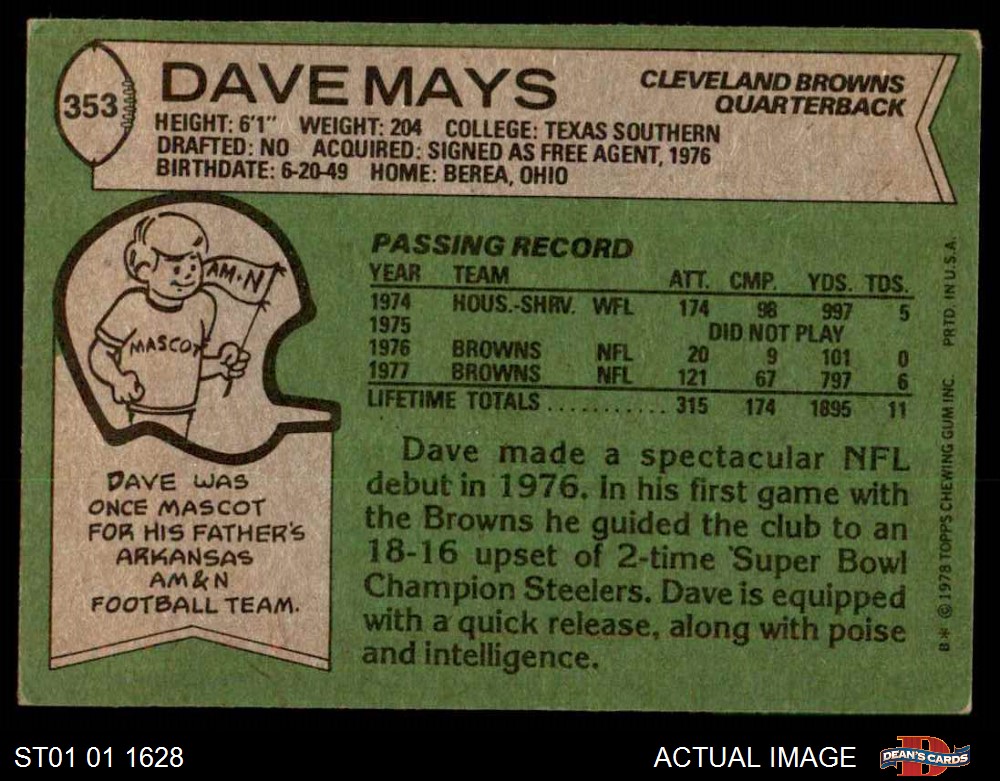 353
DAVE MAYS
CLEVELAND BROWNS
QUARTERBACK
HEIGHT: 6'1" WEIGHT: 204 COLLEGE: TEXAS SOUTHERN
DRAFTED: NO ACQUIRED: SIGNED AS FREE AGENT, 1976
BIRTHDATE: 6-20-49 HOME: BEREA, OHIO
AM·N
MASCOT
DAVE WAS
ONCE MASCOT
FOR HIS FATHER'S
ARKANSAS
AM&N
FOOTBALL TEAM.
PASSING RECORD
YEAR TEAM ATT. CMP. YDS. TDS.
1974 HOUS.-SHRV. WFL 174 98 997 5
1975 DID NOT PLAY
1976 BROWNS NFL 20 9 101 0
1977 BROWNS NFL 121 67 797 6
LIFETIME TOTALS ........... 315 174 1895 11
Dave made a spectacular NFL
debut in 1976. In his first game with
the Browns he guided the club to an
18-16 upset of 2-time Super Bowl
Champion Steelers. Dave is equipped
with a quick release, along with poise
and intelligence.
B* © 1978 TOPPS CHEWING GUM INC. PRTD. IN U.S.A.
ST01 01 1628
ACTUAL IMAGE
D
DEAN'S CARDS